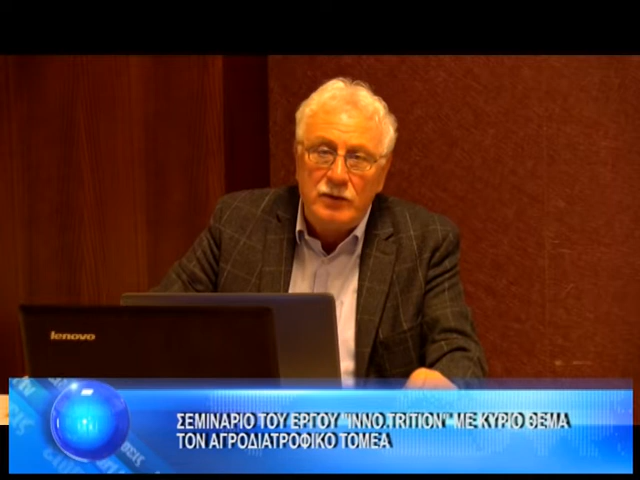 lenovo
ΣΕΜΙΝΑΡΙΟ ΤΟΥ ΕΡΓΟΥ "INNO.TRITION" ΜΕ ΚΥΡΙΟ ΘΕΜΑ
ΤΟΝ ΑΓΡΟΔΙΑΤΡΟΦΙΚΟ ΤΟΜΕΑ